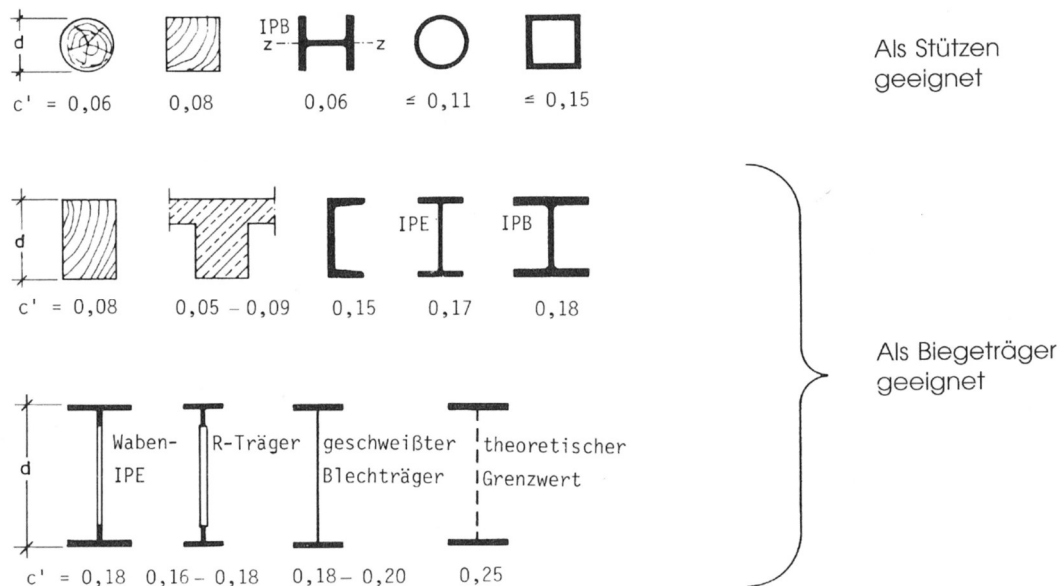 d
IPB
z z
c' = 0,06 0,08 0,06 ≤ 0,11 ≤ 0,15
Als Stützen
geeignet
d
IPE IPB
c' = 0,08 0,05 – 0,09 0,15 0,17 0,18
Als Biegeträger
geeignet
d
Waben- R-Träger geschweißter theoretischer
IPE Blechträger Grenzwert
c' = 0,18 0,16 – 0,18 0,18 – 0,20 0,25